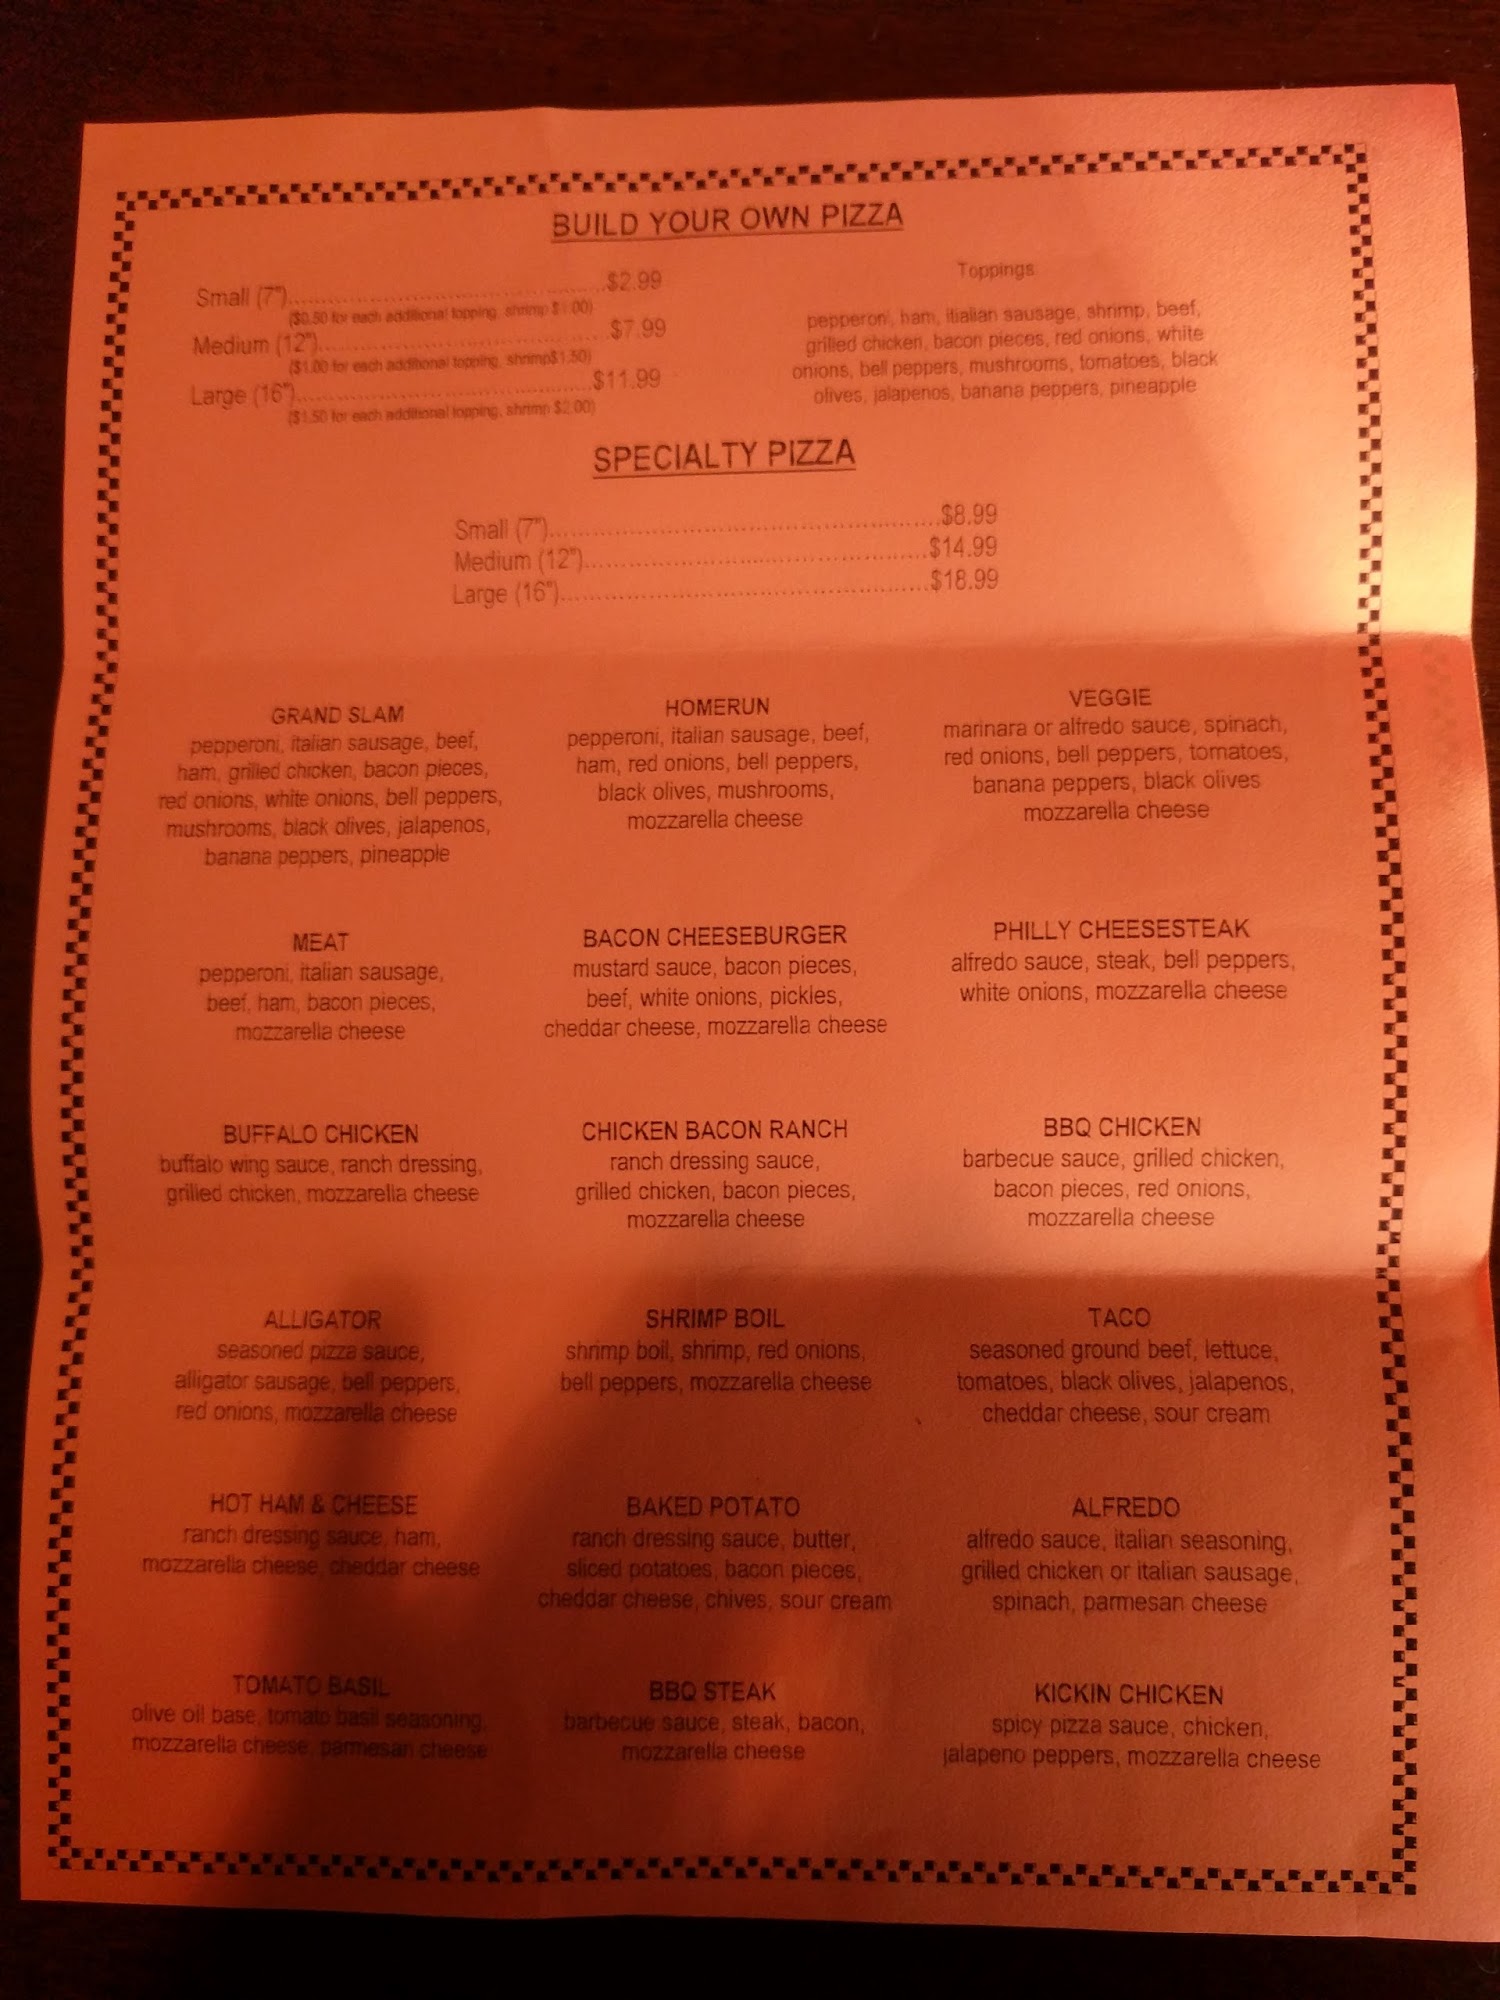 BUILD YOUR OWN PIZZA
Small (7")..........$2.99
($0.50 for each additional topping, shrimp $1.00)
Medium (12")..........$7.99
($1.00 for each additional topping, shrimp$1.50)
Large (16")..........$11.99
($1.50 for each additional topping, shrimp $2.00)
Toppings
pepperoni, ham, itialian sausage, shrimp, beef,
grilled chicken, bacon pieces, red onions, white
onions, bell peppers, mushrooms, tomatoes, black
olives, jalapenos, banana peppers, pineapple
SPECIALTY PIZZA
Small (7")..........$8.99
Medium (12")..........$14.99
Large (16")..........$18.99
GRAND SLAM
pepperoni, italian sausage, beef,
ham, grilled chicken, bacon pieces,
red onions, white onions, bell peppers,
mushrooms, black olives, jalapenos,
banana peppers, pineapple
HOMERUN
pepperoni, italian sausage, beef,
ham, red onions, bell peppers,
black olives, mushrooms,
mozzarella cheese
VEGGIE
marinara or alfredo sauce, spinach,
red onions, bell peppers, tomatoes,
banana peppers, black olives
mozzarella cheese
MEAT
pepperoni, italian sausage,
beef, ham, bacon pieces,
mozzarella cheese
BACON CHEESEBURGER
mustard sauce, bacon pieces,
beef, white onions, pickles,
cheddar cheese, mozzarella cheese
PHILLY CHEESESTEAK
alfredo sauce, steak, bell peppers,
white onions, mozzarella cheese
BUFFALO CHICKEN
buffalo wing sauce, ranch dressing,
grilled chicken, mozzarella cheese
CHICKEN BACON RANCH
ranch dressing sauce,
grilled chicken, bacon pieces,
mozzarella cheese
BBQ CHICKEN
barbecue sauce, grilled chicken,
bacon pieces, red onions,
mozzarella cheese
ALLIGATOR
seasoned pizza sauce,
alligator sausage, bell peppers,
red onions, mozzarella cheese
SHRIMP BOIL
shrimp boil, shrimp, red onions,
bell peppers, mozzarella cheese
TACO
seasoned ground beef, lettuce,
tomatoes, black olives, jalapenos,
cheddar cheese, sour cream
HOT HAM & CHEESE
ranch dressing sauce, ham,
mozzarella cheese, cheddar cheese
BAKED POTATO
ranch dressing sauce, butter,
sliced potatoes, bacon pieces,
cheddar cheese, chives, sour cream
ALFREDO
alfredo sauce, italian seasoning,
grilled chicken or italian sausage,
spinach, parmesan cheese
TOMATO BASIL
olive oil base, tomato basil seasoning,
mozzarella cheese, parmesan cheese
BBQ STEAK
barbecue sauce, steak, bacon,
mozzarella cheese
KICKIN CHICKEN
spicy pizza sauce, chicken,
jalapeno peppers, mozzarella cheese